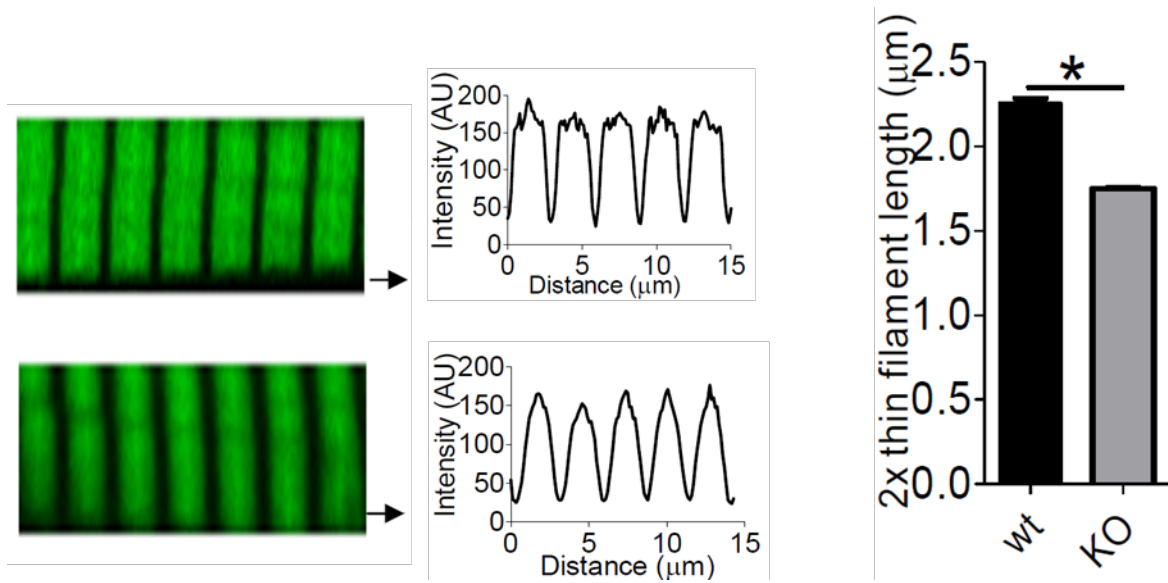 Intensity (AU)
200
150
100
50
0
0 5 10 15
Distance (μm)
Intensity (AU)
200
150
100
50
0
0 5 10 15
Distance (μm)
2x thin filament length (μm)
2.5
2.0
1.5
1.0
0.5
0.0
*
wt
KO